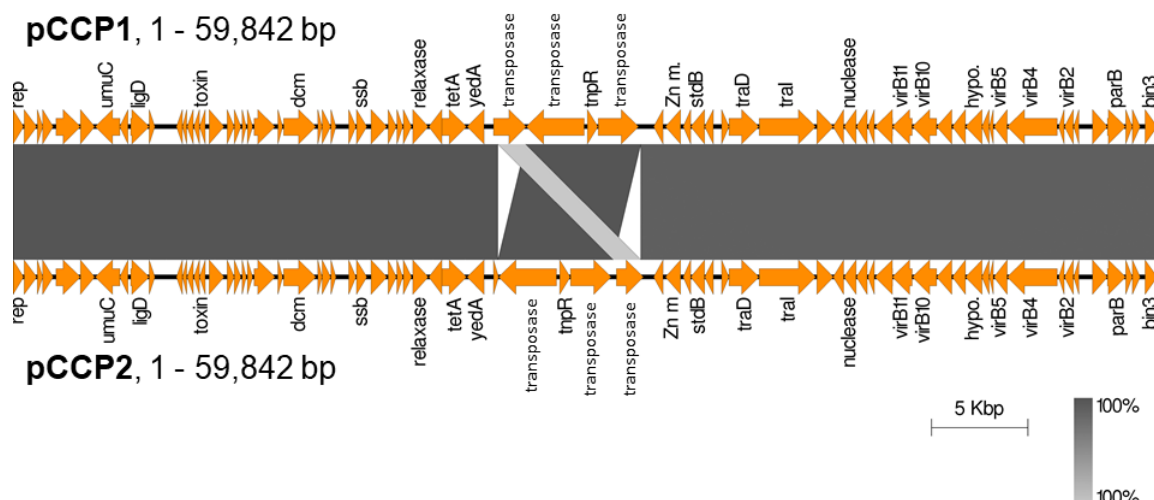 pCCP1, 1 - 59,842 bp
rep
umuC
ligD
toxin
dcm
ssb
relaxase
tetA
yedA
transposase
transposase
tnpR
transposase
Zn m.
stdB
traD
traI
nuclease
virB11
virB10
hypo.
virB5
virB4
virB2
parB
bin3
rep
umuC
ligD
toxin
dcm
ssb
relaxase
tetA
yedA
transposase
tnpR
transposase
transposase
Zn m
stdB
traD
traI
nuclease
virB11
virB10
hypo.
virB5
virB4
virB2
parB
bin3
pCCP2, 1 - 59,842 bp
5 Kbp
100%
100%